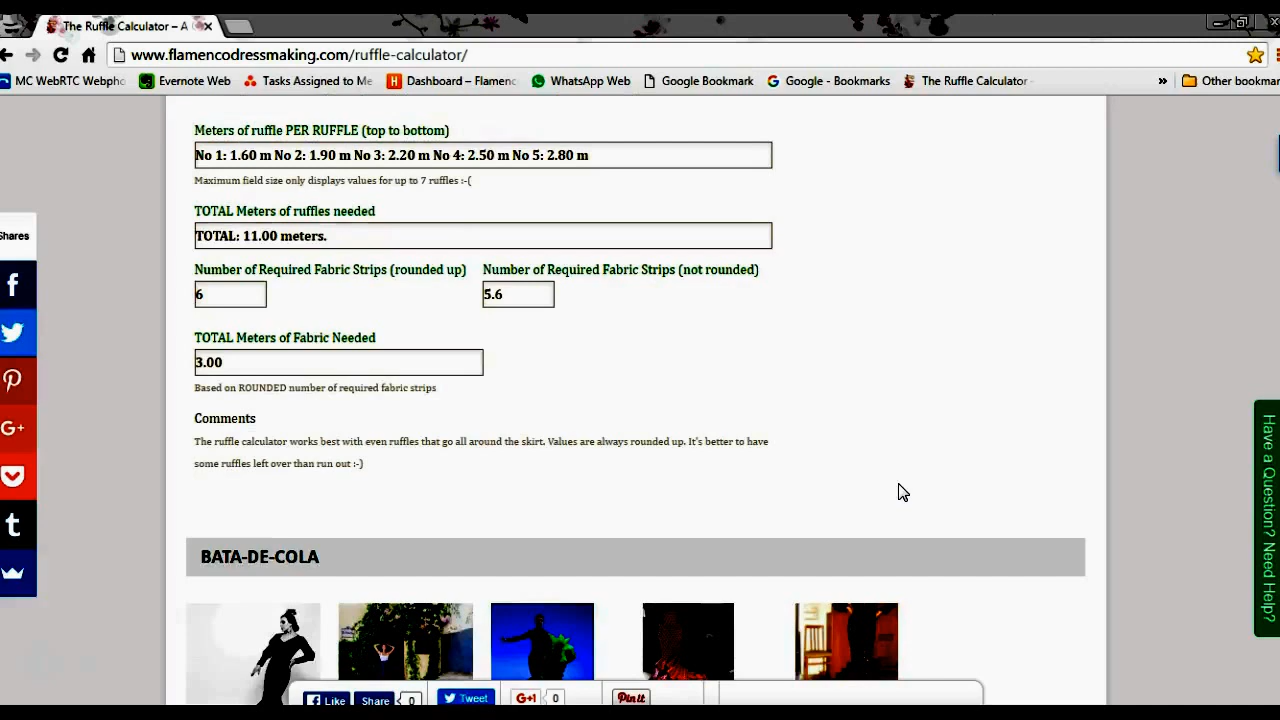 The Ruffle Calculator – A
www.flamencodressmaking.com/ruffle-calculator/
MC WebRTC Webpho
Evernote Web
Tasks Assigned to Me
Dashboard – Flamenc
WhatsApp Web
Google Bookmark
Google - Bookmarks
The Ruffle Calculator
»
Other bookmar
Meters of ruffle PER RUFFLE (top to bottom)
No 1: 1.60 m No 2: 1.90 m No 3: 2.20 m No 4: 2.50 m No 5: 2.80 m
Maximum field size only displays values for up to 7 ruffles :-(
TOTAL Meters of ruffles needed
TOTAL: 11.00 meters.
Number of Required Fabric Strips (rounded up)
Number of Required Fabric Strips (not rounded)
6
5.6
TOTAL Meters of Fabric Needed
3.00
Based on ROUNDED number of required fabric strips
Comments
The ruffle calculator works best with even ruffles that go all around the skirt. Values are always rounded up. It's better to have
some ruffles left over than run out :-)
Shares
Have a Question? Need Help?
BATA-DE-COLA
Like
Share
0
Tweet
G+1
0
Pin it